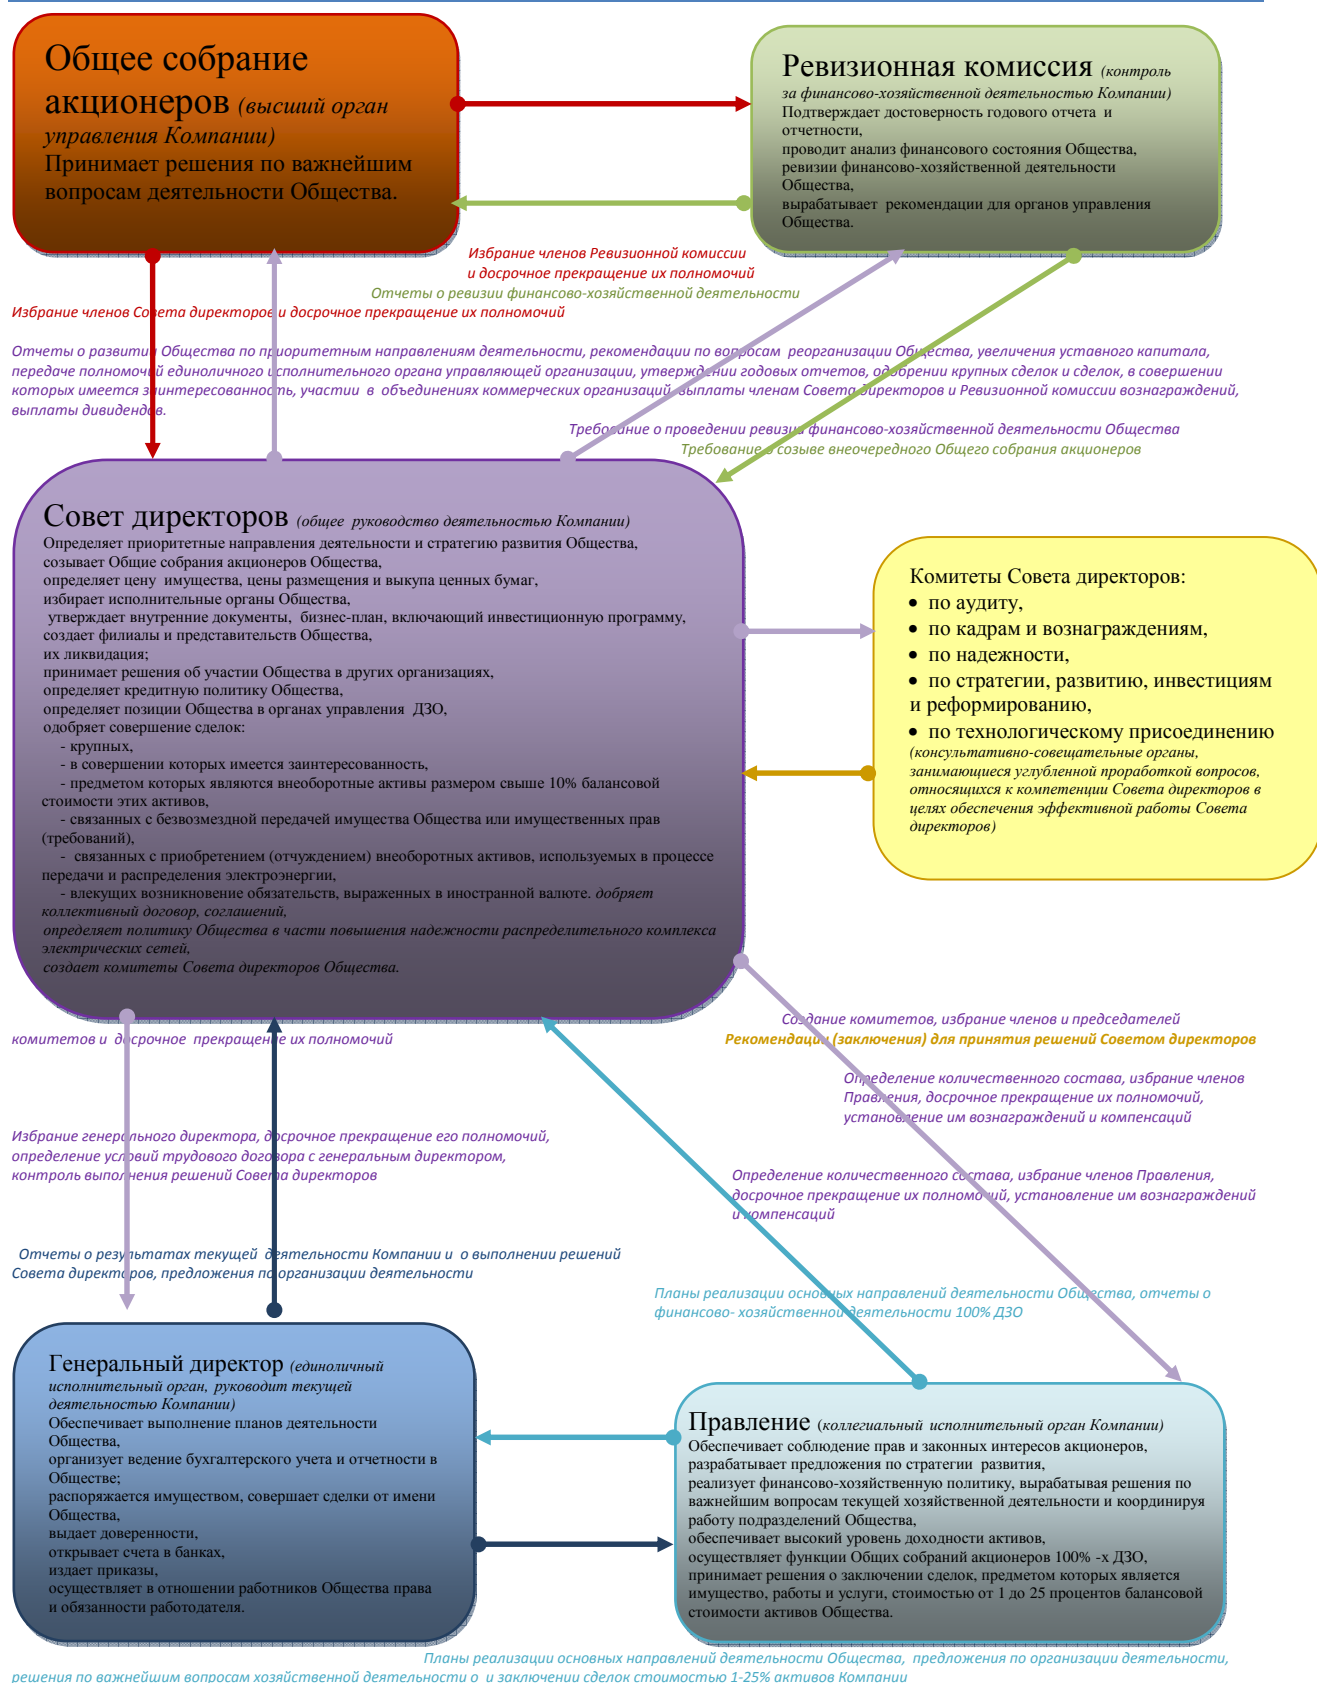 Общее собрание
акционеров (высший орган
управления Компании)
Принимает решения по важнейшим
вопросам деятельности Общества.
Ревизионная комиссия (контроль
за финансово-хозяйственной деятельностью Компании)
Подтверждает достоверность годового отчета и
отчетности,
проводит анализ финансового состояния Общества,
ревизии финансово-хозяйственной деятельности
Общества,
вырабатывает рекомендации для органов управления
Общества.
Избрание членов Ревизионной комиссии
и досрочное прекращение их полномочий
Отчеты о ревизии финансово-хозяйственной деятельности
Избрание членов Совета директоров и досрочное прекращение их полномочий
Отчеты о развитии Общества по приоритетным направлениям деятельности, рекомендации по вопросам реорганизации Общества, увеличения уставного капитала,
передаче полномочий единоличного исполнительного органа управляющей организации, утверждении годовых отчетов, одобрении крупных сделок и сделок, в совершении
которых имеется заинтересованность, участии в объединениях коммерческих организаций, выплаты членам Совета директоров и Ревизионной комиссии вознаграждений,
выплаты дивидендов.
Требование о проведении ревизии финансово-хозяйственной деятельности Общества
Требование о созыве внеочередного Общего собрания акционеров
Совет директоров (общее руководство деятельностью Компании)
Определяет приоритетные направления деятельности и стратегию развития Общества,
созывает Общие собрания акционеров Общества,
определяет цену имущества, цены размещения и выкупа ценных бумаг,
избирает исполнительные органы Общества,
утверждает внутренние документы, бизнес-план, включающий инвестиционную программу,
создает филиалы и представительств Общества,
их ликвидация;
принимает решения об участии Общества в других организациях,
определяет кредитную политику Общества,
определяет позиции Общества в органах управления ДЗО,
одобряет совершение сделок:
- крупных,
- в совершении которых имеется заинтересованность,
- предметом которых являются внеоборотные активы размером свыше 10% балансовой
стоимости этих активов,
- связанных с безвозмездной передачей имущества Общества или имущественных прав
(требований),
- связанных с приобретением (отчуждением) внеоборотных активов, используемых в процессе
передачи и распределения электроэнергии,
- влекущих возникновение обязательств, выраженных в иностранной валюте. добряет
коллективный договор, соглашений,
определяет политику Общества в части повышения надежности распределительного комплекса
электрических сетей,
создает комитеты Совета директоров Общества.
Комитеты Совета директоров:
• по аудиту,
• по кадрам и вознаграждениям,
• по надежности,
• по стратегии, развитию, инвестициям
и реформированию,
• по технологическому присоединению
(консультативно-совещательные органы,
занимающиеся углубленной проработкой вопросов,
относящихся к компетенции Совета директоров в
целях обеспечения эффективной работы Совета
директоров)
Создание комитетов, избрание членов и председателей
комитетов и досрочное прекращение их полномочий
Рекомендации (заключения) для принятия решений Советом директоров
Определение количественного состава, избрание членов
Правления, досрочное прекращение их полномочий,
установление им вознаграждений и компенсаций
Избрание генерального директора, досрочное прекращение его полномочий,
определение условий трудового договора с генеральным директором,
контроль выполнения решений Совета директоров
Определение количественного состава, избрание членов Правления,
досрочное прекращение их полномочий, установление им вознаграждений
и компенсаций
Отчеты о результатах текущей деятельности Компании и о выполнении решений
Совета директоров, предложения по организации деятельности
Планы реализации основных направлений деятельности Общества, отчеты о
финансово- хозяйственной деятельности 100% ДЗО
Генеральный директор (единоличный
исполнительный орган, руководит текущей
деятельностью Компании)
Обеспечивает выполнение планов деятельности
Общества,
организует ведение бухгалтерского учета и отчетности в
Обществе;
распоряжается имуществом, совершает сделки от имени
Общества,
выдает доверенности,
открывает счета в банках,
издает приказы,
осуществляет в отношении работников Общества права
и обязанности работодателя.
Правление (коллегиальный исполнительный орган Компании)
Обеспечивает соблюдение прав и законных интересов акционеров,
разрабатывает предложения по стратегии развития,
реализует финансово-хозяйственную политику, вырабатывая решения по
важнейшим вопросам текущей хозяйственной деятельности и координируя
работу подразделений Общества,
обеспечивает высокий уровень доходности активов,
осуществляет функции Общих собраний акционеров 100% -х ДЗО,
принимает решения о заключении сделок, предметом которых является
имущество, работы и услуги, стоимостью от 1 до 25 процентов балансовой
стоимости активов Общества.
Планы реализации основных направлений деятельности Общества, предложения по организации деятельности,
решения по важнейшим вопросам хозяйственной деятельности о и заключении сделок стоимостью 1-25% активов Компании